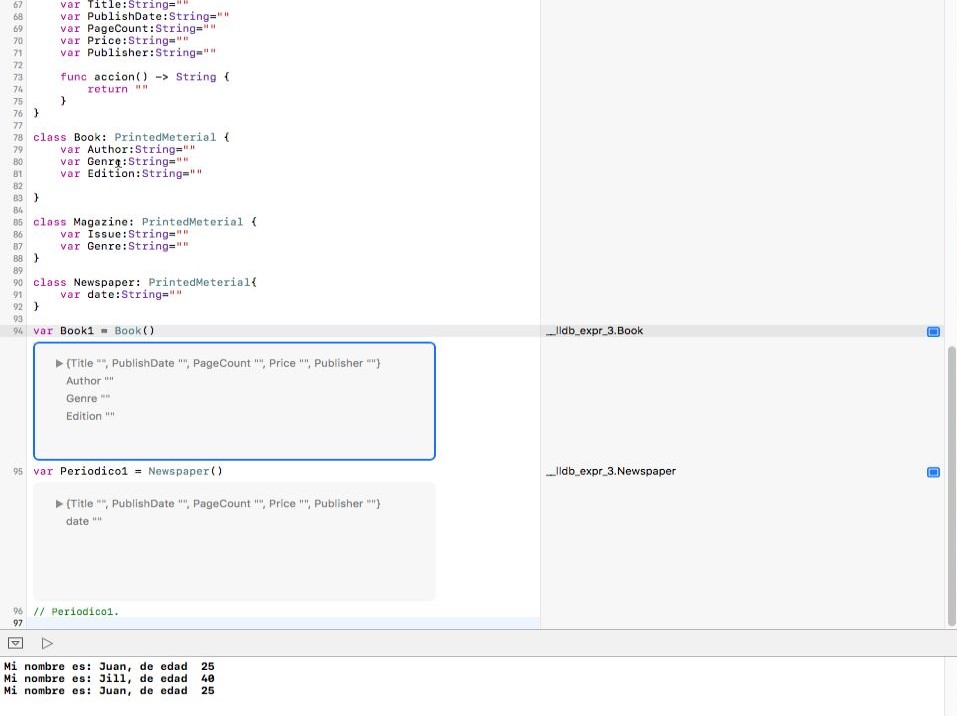 67 var Title:String=""
68 var PublishDate:String=""
69 var PageCount:String=""
70 var Price:String=""
71 var Publisher:String=""
72
73 func accion() -> String {
74 return ""
75 }
76 }
77
78 class Book: PrintedMeterial {
79 var Author:String=""
80 var Genre:String=""
81 var Edition:String=""
82
83 }
84
85 class Magazine: PrintedMeterial {
86 var Issue:String=""
87 var Genre:String=""
88 }
89
90 class Newspaper: PrintedMeterial{
91 var date:String=""
92 }
93
94 var Book1 = Book() __lldb_expr_3.Book
{Title "", PublishDate "", PageCount "", Price "", Publisher ""}
Author ""
Genre ""
Edition ""
95 var Periodico1 = Newspaper() __lldb_expr_3.Newspaper
{Title "", PublishDate "", PageCount "", Price "", Publisher ""}
date ""
96 // Periodico1.
97
Mi nombre es: Juan, de edad  25
Mi nombre es: Jill, de edad  40
Mi nombre es: Juan, de edad  25